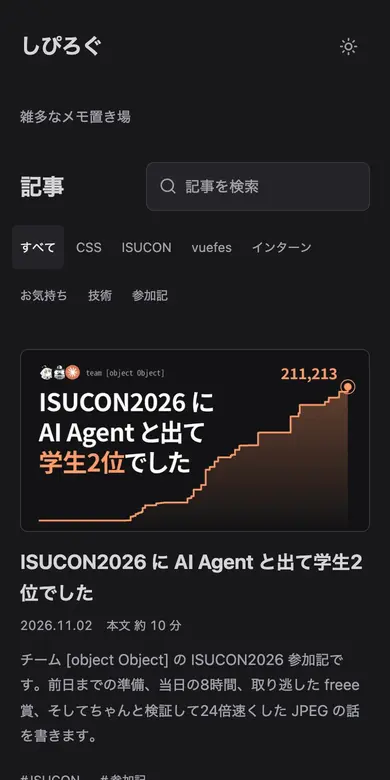 しぴろぐ
雑多なメモ置き場
記事
記事を検索
すべて CSS ISUCON vuefes インターン
お気持ち 技術 参加記
team [object Object]
211,213
ISUCON2026 に
AI Agent と出て
学生2位でした
ISUCON2026 に AI Agent と出て学生2
位でした
2026.11.02 本文 約 10 分
チーム [object Object] の ISUCON2026 参加記で
す。前日までの準備、当日の8時間、取り逃した freee
賞、そしてちゃんと検証して24倍速くした JPEG の話
を書きます。
#ISUCON #参加記